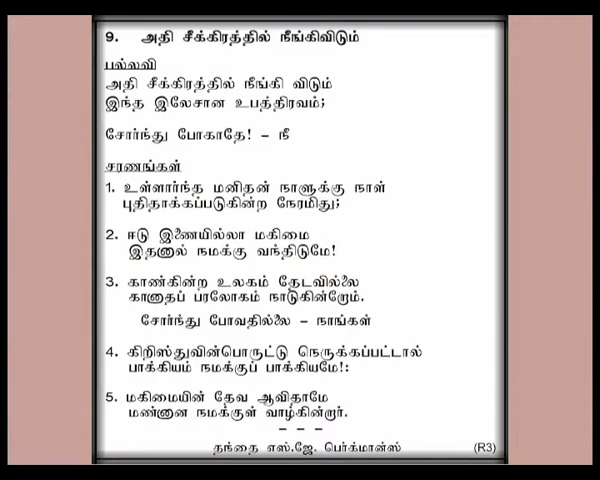 9. அதி சீக்கிரத்தில் நீங்கிவிடும்
பல்லவி
அதி சீக்கிரத்தில் நீங்கி விடும்
இந்த இலேசான உபத்திரவம்;
சோர்ந்து போகாதே! – நீ
சரணங்கள்
1. உள்ளார்ந்த மனிதன் நாளுக்கு நாள்
புதிதாக்கப்படுகின்ற நேரமிது;
2. ஈடு இணையில்லா மகிமை
இதனால் நமக்கு வந்திடுமே!
3. காண்கின்ற உலகம் தேடவில்லை
காணாதப் பரலோகம் நாடுகின்றோம்.
சோர்ந்து போவதில்லை – நாங்கள்
4. கிறிஸ்துவின்பொருட்டு நெருக்கப்பட்டால்
பாக்கியம் நமக்குப் பாக்கியமே!:
5. மகிமையின் தேவ ஆவிதாமே
மண்ணான நமக்குள் வாழ்கின்றார்.
– – –
தந்தை எஸ்.ஜே. பெர்க்மான்ஸ் (R3)